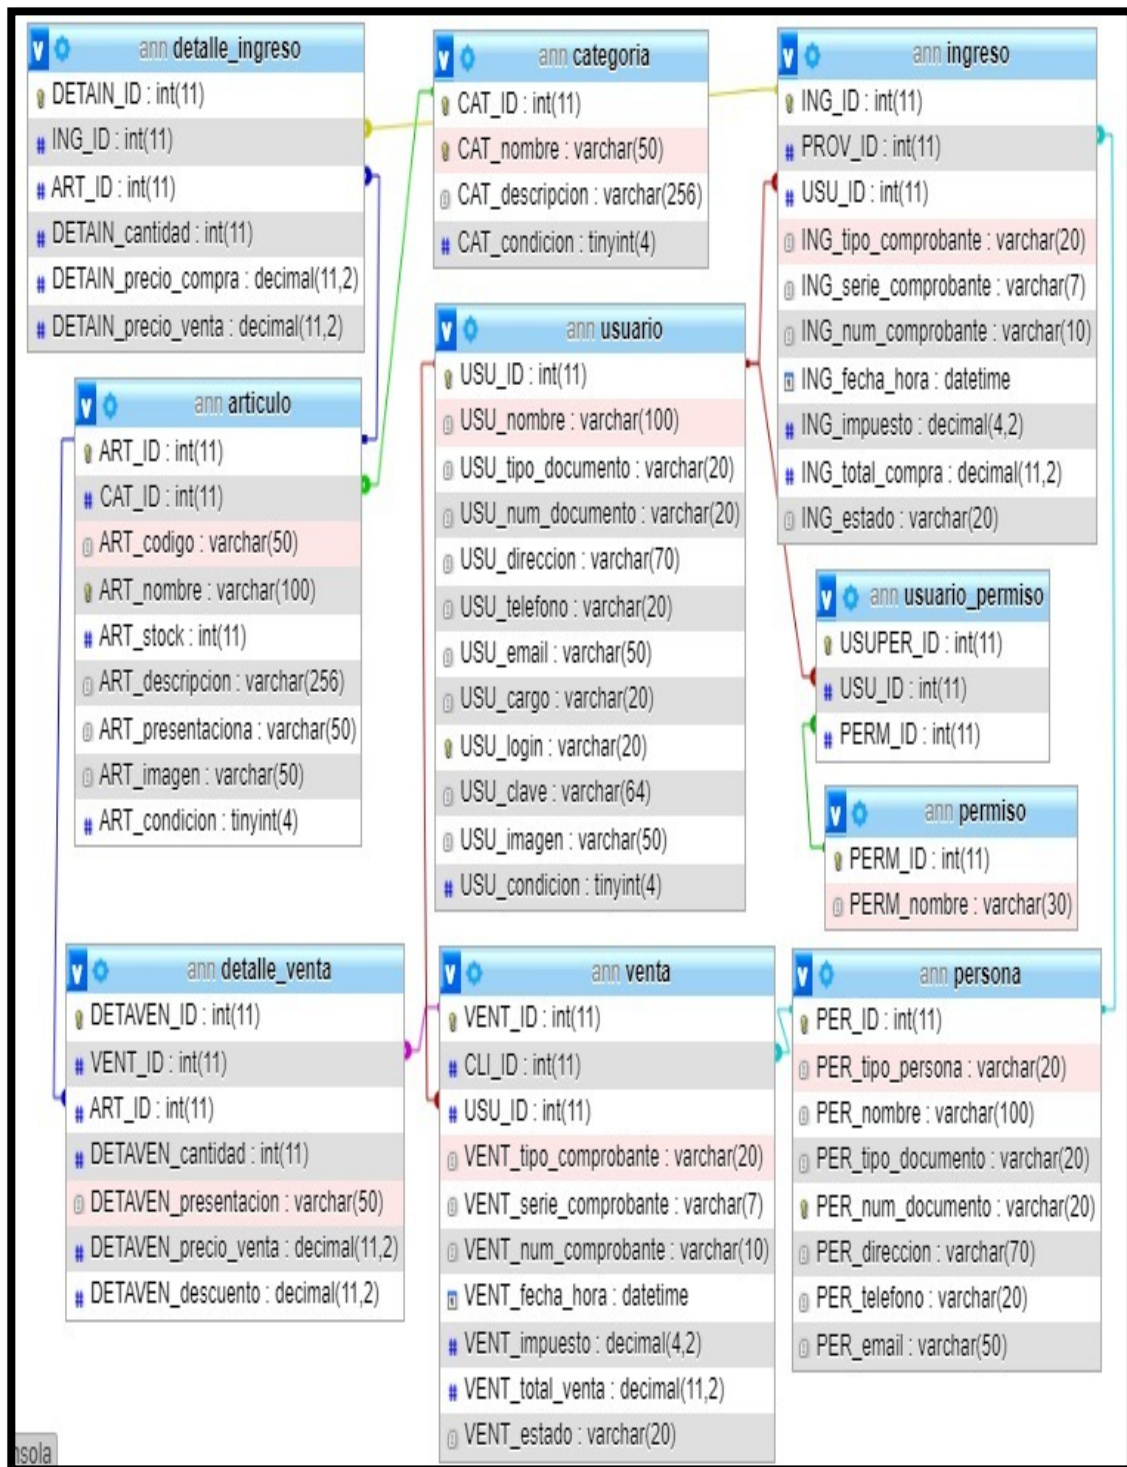 ann detalle_ingreso
DETAIN_ID : int(11)
ING_ID : int(11)
ART_ID : int(11)
DETAIN_cantidad : int(11)
DETAIN_precio_compra : decimal(11,2)
DETAIN_precio_venta : decimal(11,2)
ann categoria
CAT_ID : int(11)
CAT_nombre : varchar(50)
CAT_descripcion : varchar(256)
CAT_condicion : tinyint(4)
ann ingreso
ING_ID : int(11)
PROV_ID : int(11)
USU_ID : int(11)
ING_tipo_comprobante : varchar(20)
ING_serie_comprobante : varchar(7)
ING_num_comprobante : varchar(10)
ING_fecha_hora : datetime
ING_impuesto : decimal(4,2)
ING_total_compra : decimal(11,2)
ING_estado : varchar(20)
ann articulo
ART_ID : int(11)
CAT_ID : int(11)
ART_codigo : varchar(50)
ART_nombre : varchar(100)
ART_stock : int(11)
ART_descripcion : varchar(256)
ART_presentaciona : varchar(50)
ART_imagen : varchar(50)
ART_condicion : tinyint(4)
ann usuario
USU_ID : int(11)
USU_nombre : varchar(100)
USU_tipo_documento : varchar(20)
USU_num_documento : varchar(20)
USU_direccion : varchar(70)
USU_telefono : varchar(20)
USU_email : varchar(50)
USU_cargo : varchar(20)
USU_login : varchar(20)
USU_clave : varchar(64)
USU_imagen : varchar(50)
USU_condicion : tinyint(4)
ann usuario_permiso
USUPER_ID : int(11)
USU_ID : int(11)
PERM_ID : int(11)
ann permiso
PERM_ID : int(11)
PERM_nombre : varchar(30)
ann detalle_venta
DETAVEN_ID : int(11)
VENT_ID : int(11)
ART_ID : int(11)
DETAVEN_cantidad : int(11)
DETAVEN_presentacion : varchar(50)
DETAVEN_precio_venta : decimal(11,2)
DETAVEN_descuento : decimal(11,2)
ann venta
VENT_ID : int(11)
CLI_ID : int(11)
USU_ID : int(11)
VENT_tipo_comprobante : varchar(20)
VENT_serie_comprobante : varchar(7)
VENT_num_comprobante : varchar(10)
VENT_fecha_hora : datetime
VENT_impuesto : decimal(4,2)
VENT_total_venta : decimal(11,2)
VENT_estado : varchar(20)
ann persona
PER_ID : int(11)
PER_tipo_persona : varchar(20)
PER_nombre : varchar(100)
PER_tipo_documento : varchar(20)
PER_num_documento : varchar(20)
PER_direccion : varchar(70)
PER_telefono : varchar(20)
PER_email : varchar(50)
nsola